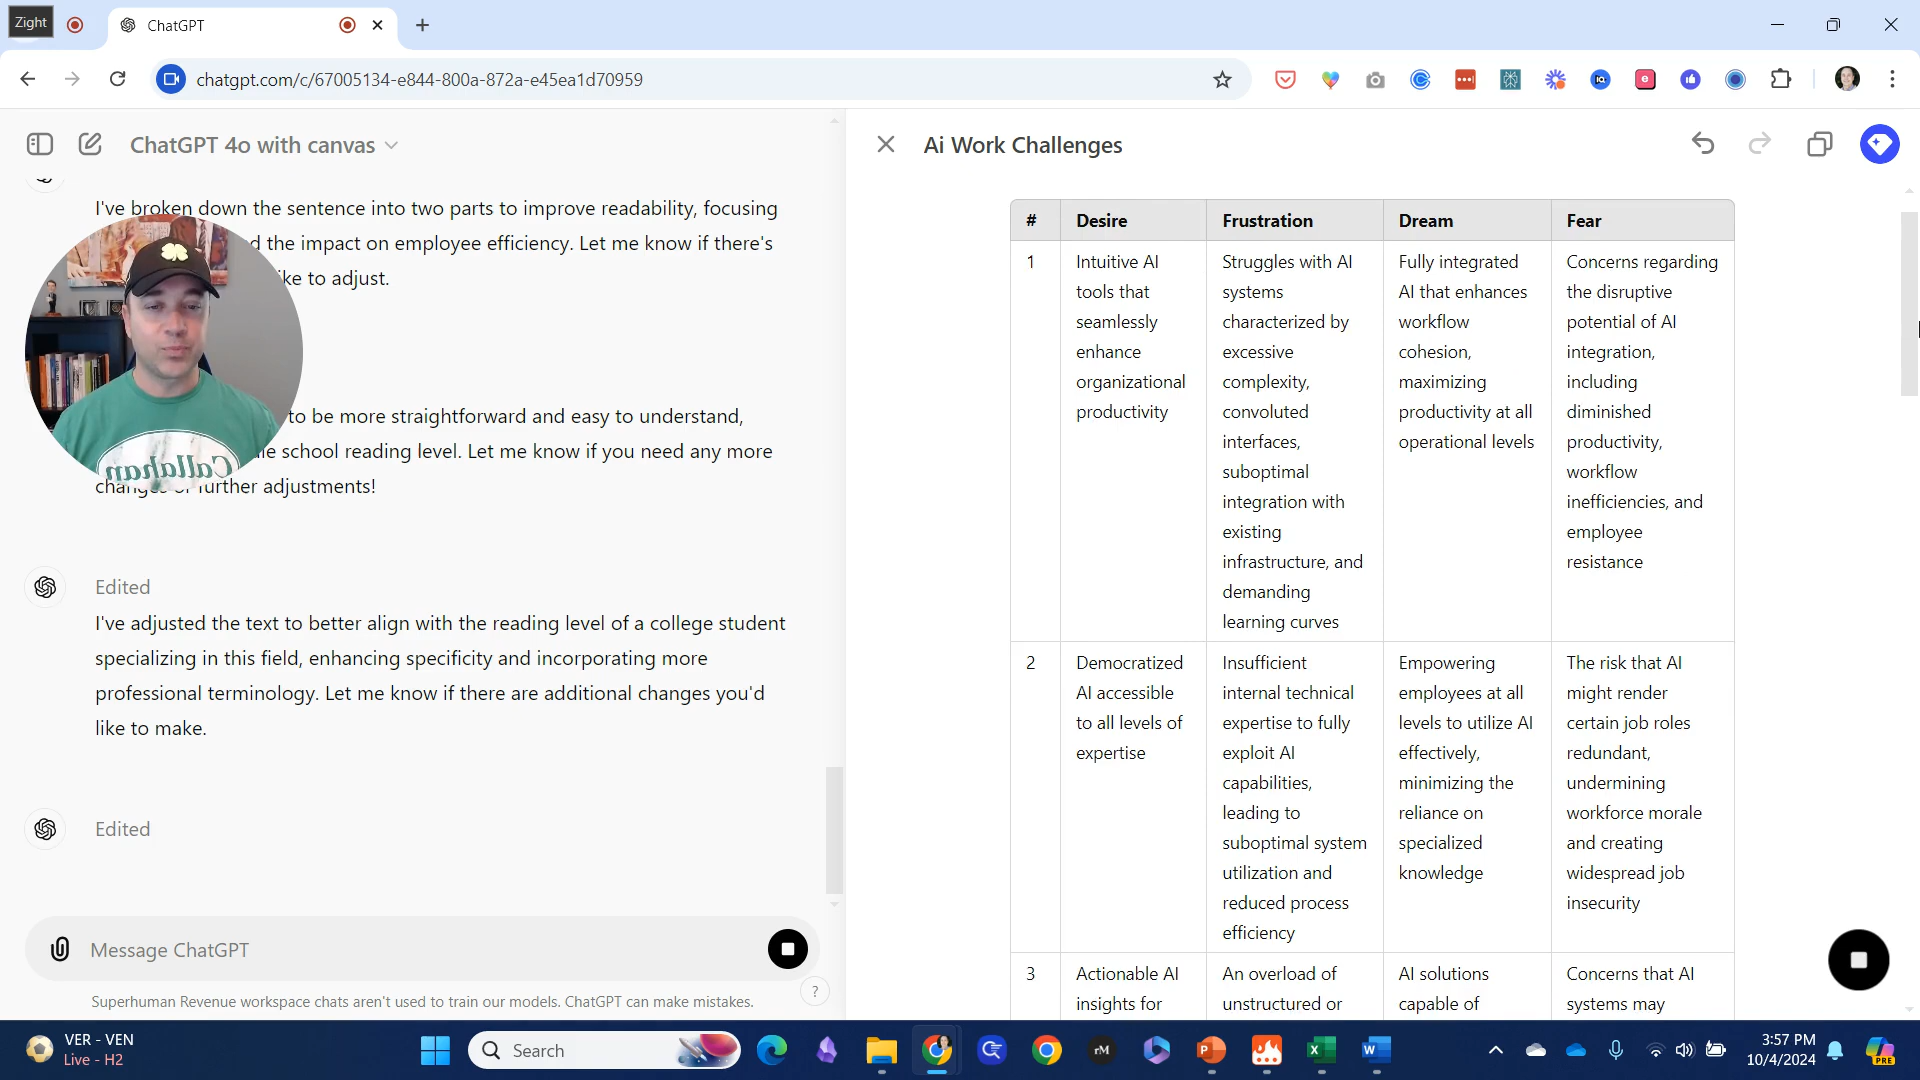 Zight
ChatGPT
chatgpt.com/c/67005134-e844-800a-872a-e45ea1d70959
ChatGPT 4o with canvas
I've broken down the sentence into two parts to improve readability, focusing
d the impact on employee efficiency. Let me know if there's
ike to adjust.
to be more straightforward and easy to understand,
le school reading level. Let me know if you need any more
changes or further adjustments!
Edited
I've adjusted the text to better align with the reading level of a college student
specializing in this field, enhancing specificity and incorporating more
professional terminology. Let me know if there are additional changes you'd
like to make.
Edited
Message ChatGPT
Superhuman Revenue workspace chats aren't used to train our models. ChatGPT can make mistakes.
?
Callahan
Ai Work Challenges
# Desire Frustration Dream Fear
1
Intuitive AI
tools that
seamlessly
enhance
organizational
productivity
Struggles with AI
systems
characterized by
excessive
complexity,
convoluted
interfaces,
suboptimal
integration with
existing
infrastructure, and
demanding
learning curves
Fully integrated
AI that enhances
workflow
cohesion,
maximizing
productivity at all
operational levels
Concerns regarding
the disruptive
potential of AI
integration,
including
diminished
productivity,
workflow
inefficiencies, and
employee
resistance
2
Democratized
AI accessible
to all levels of
expertise
Insufficient
internal technical
expertise to fully
exploit AI
capabilities,
leading to
suboptimal system
utilization and
reduced process
efficiency
Empowering
employees at all
levels to utilize AI
effectively,
minimizing the
reliance on
specialized
knowledge
The risk that AI
might render
certain job roles
redundant,
undermining
workforce morale
and creating
widespread job
insecurity
3
Actionable AI
insights for
An overload of
unstructured or
AI solutions
capable of
Concerns that AI
systems may
VER - VEN
Live - H2
Search
rM
3:57 PM
10/4/2024
PRE